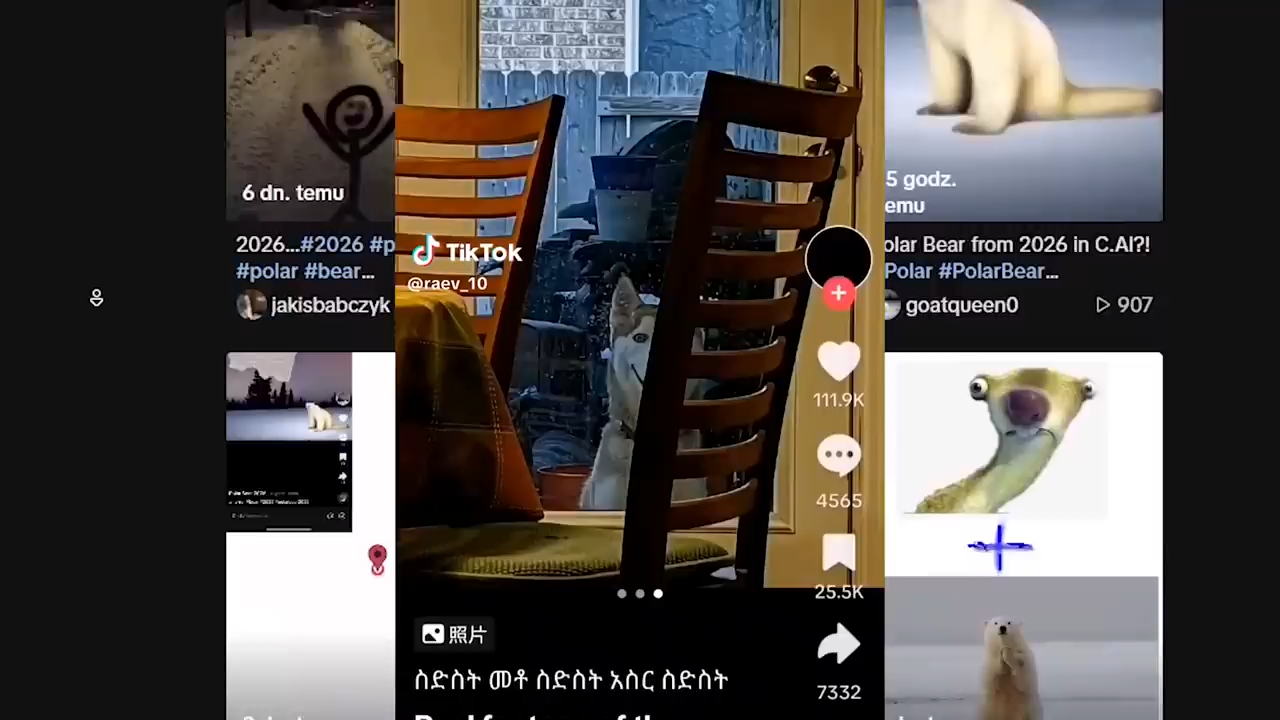 6 dn. temu
2026...#2026 #p
#polar #bear...
jakisbabczyk
TikTok
@raev_10
111.9K
4565
25.5K
7332
照片
ስድስት መቶ ስድስት አስር ስድስት
5 godz.
emu
olar Bear from 2026 in C.AI?!
Polar #PolarBear...
goatqueen0
907